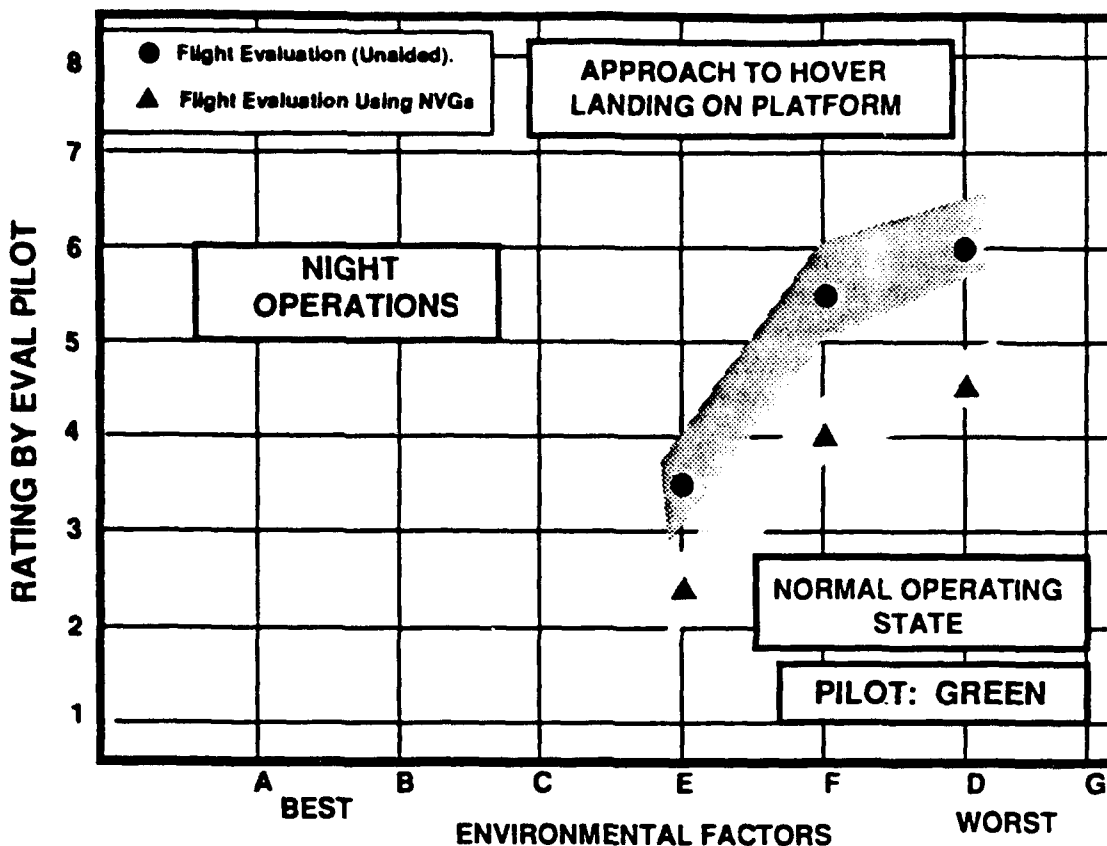 8
7
6
5
4
3
2
1
RATING BY EVAL PILOT
Flight Evaluation (Unaided).
Flight Evaluation Using NVGs
APPROACH TO HOVER
LANDING ON PLATFORM
NIGHT
OPERATIONS
NORMAL OPERATING
STATE
PILOT: GREEN
A B C E F D G
BEST WORST
ENVIRONMENTAL FACTORS